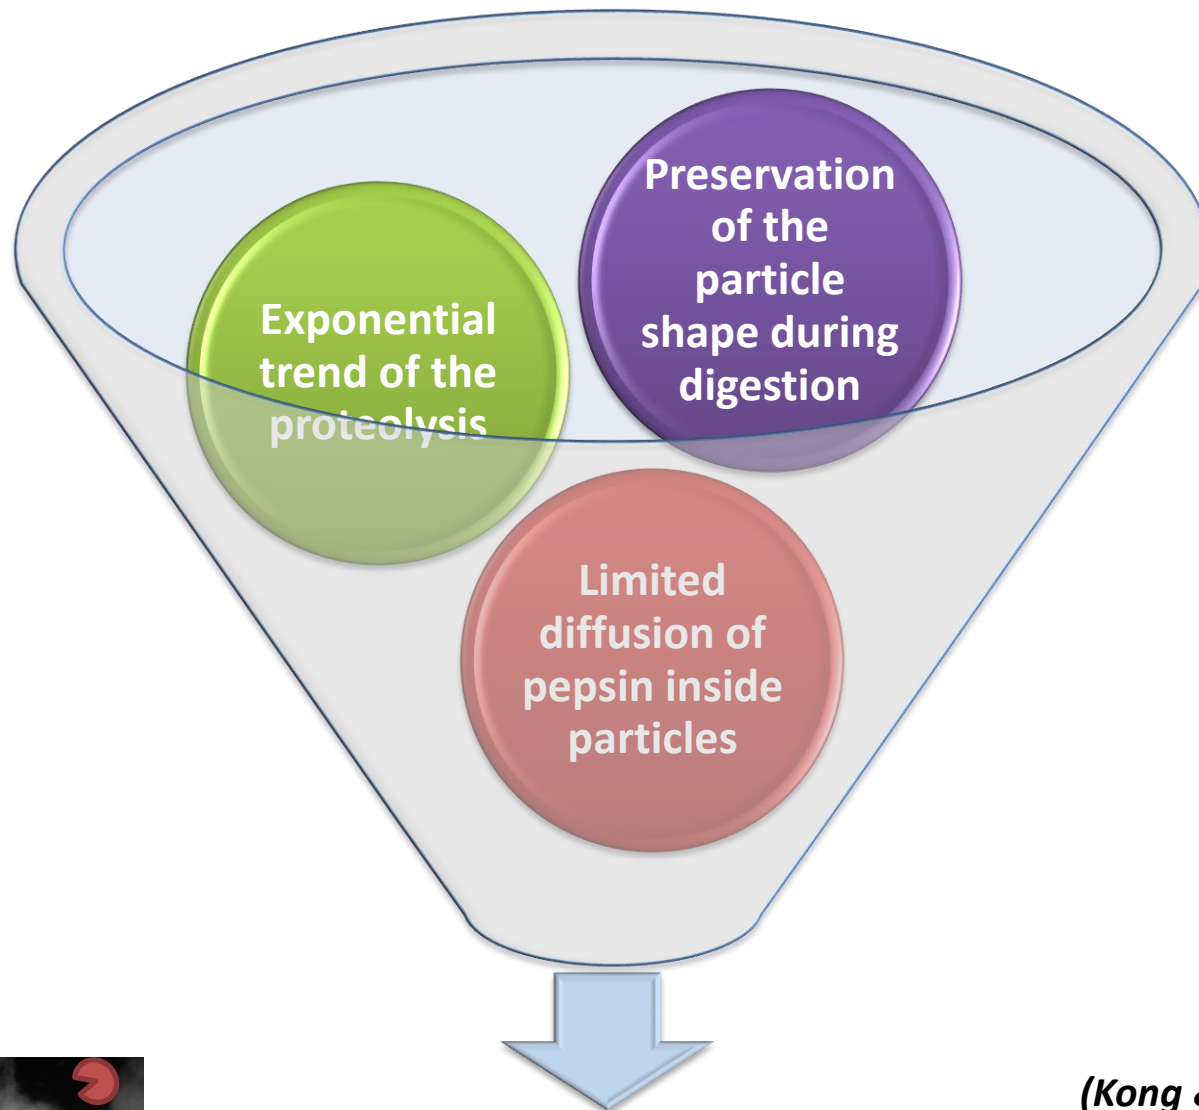 Preservation
of the
particle
shape during
digestion
Exponential
trend of the
proteolysis
Limited
diffusion of
pepsin inside
particles
(Kong